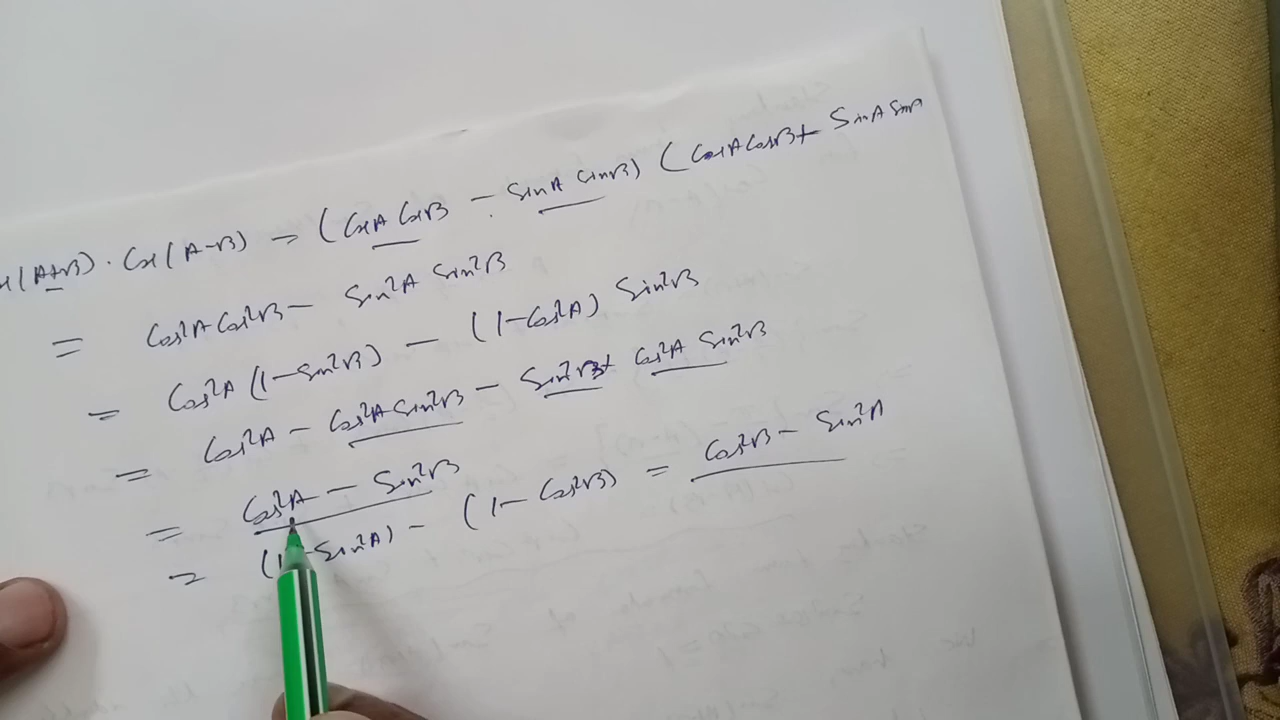 (A+B) . Cos(A-B) = (CosA CosB - SinA SinB) (CosA CosB + SinA Sin
= Cos²A Cos²B - Sin²A Sin²B
= Cos²A (1-Sin²B) - (1-Cos²A) Sin²B
= Cos²A - Cos²A Sin²B - Sin²B + Cos²A Sin²B
= Cos²A - Sin²B
= (1-Sin²A) - (1-Cos²B) = Cos²B - Sin²A